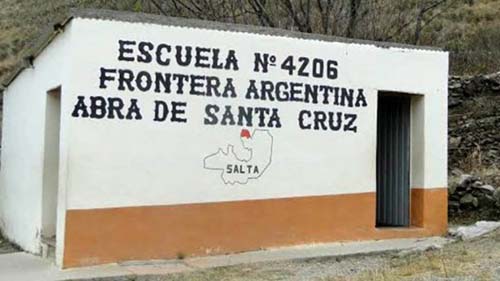 ESCUELA Nº 4206
FRONTERA ARGENTINA
ABRA DE SANTA CRUZ
SALTA